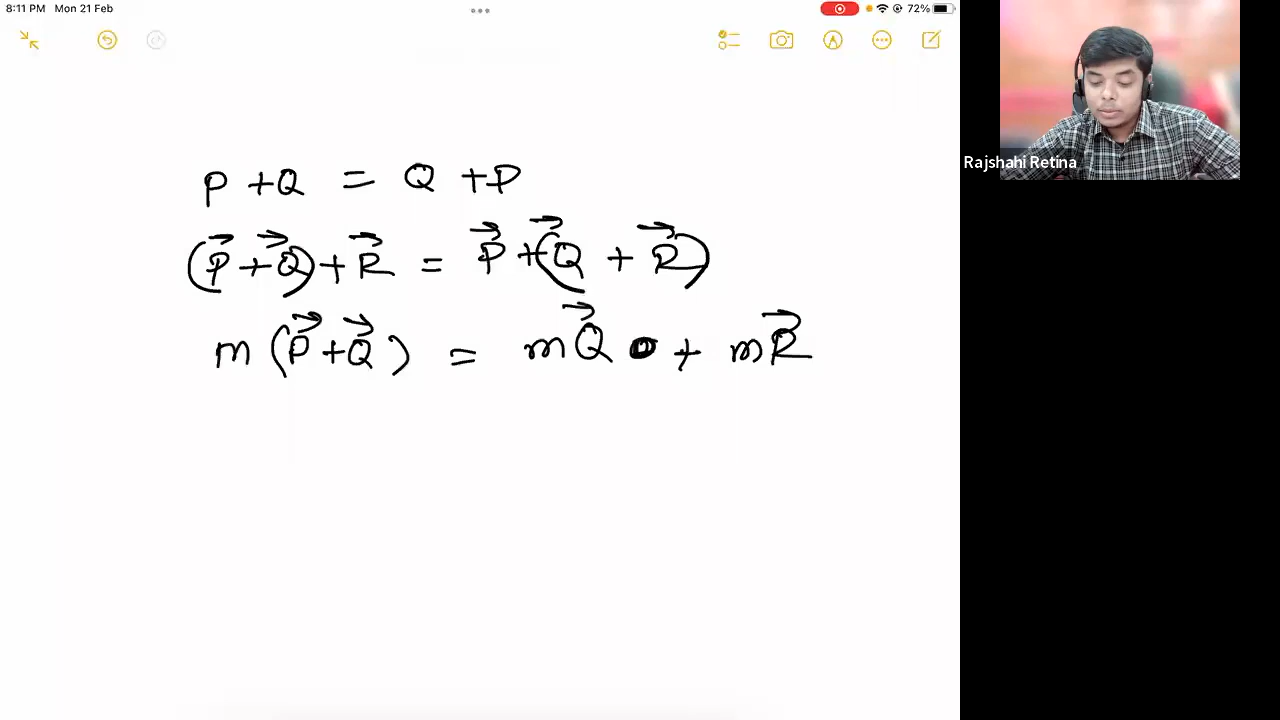 8:11 PM Mon 21 Feb 72%
P + Q = Q + P
Rajshahi Retina
(P⃗ + Q⃗) + R⃗ = P⃗ + (Q⃗ + R⃗)
m (P⃗ + Q⃗) = mQ⃗ + mR⃗